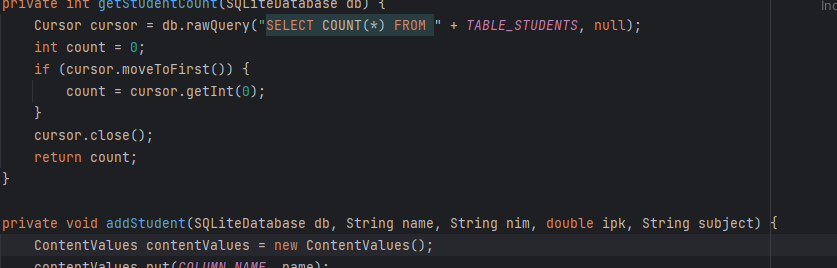 private int getStudentCount(SQLiteDatabase db) {
Cursor cursor = db.rawQuery("SELECT COUNT(*) FROM " + TABLE_STUDENTS, null);
int count = 0;
if (cursor.moveToFirst()) {
count = cursor.getInt(0);
}
cursor.close();
return count;
}
private void addStudent(SQLiteDatabase db, String name, String nim, double ipk, String subject) {
ContentValues contentValues = new ContentValues();
contentValues.put(COLUMN_NAME, name);